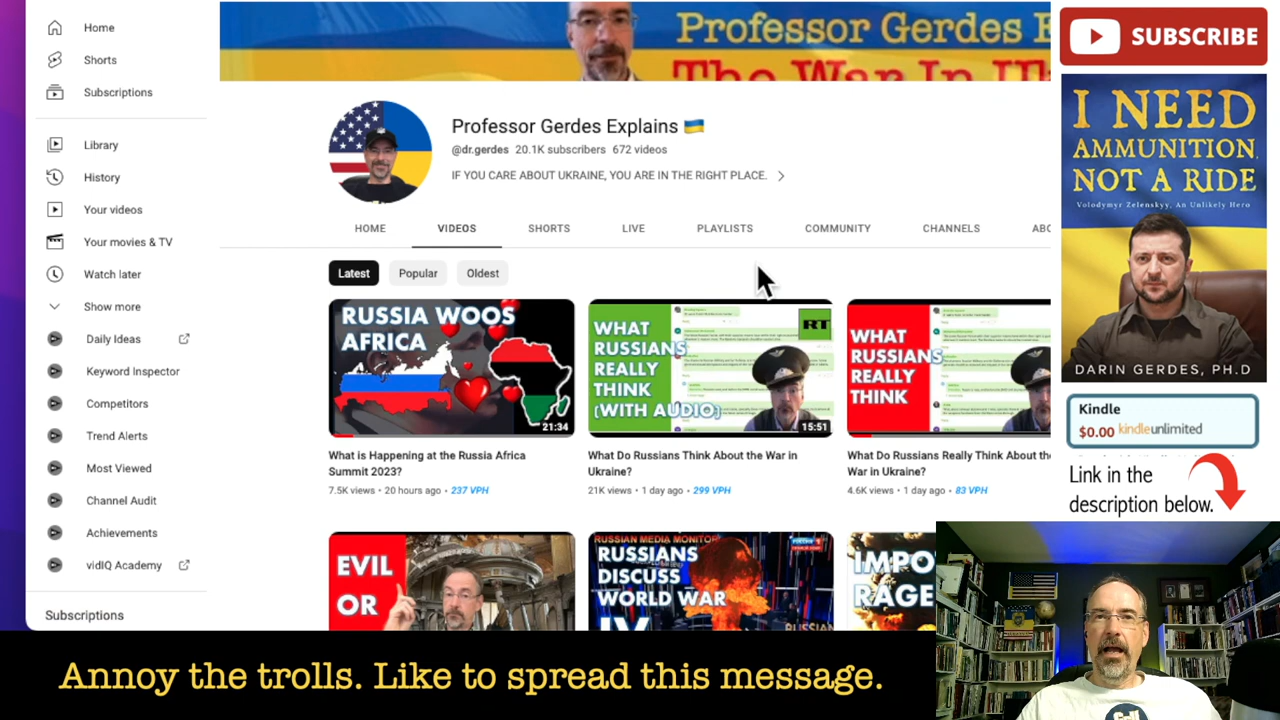 Home
Shorts
Subscriptions
Library
History
Your videos
Your movies & TV
Watch later
Show more
Daily Ideas
Keyword Inspector
Competitors
Trend Alerts
Most Viewed
Channel Audit
Achievements
vidIQ Academy
Subscriptions
Professor Gerdes E
The War In Uk
Professor Gerdes Explains
@dr.gerdes 20.1K subscribers 672 videos
IF YOU CARE ABOUT UKRAINE, YOU ARE IN THE RIGHT PLACE.
HOME VIDEOS SHORTS LIVE PLAYLISTS COMMUNITY CHANNELS ABO
Latest Popular Oldest
RUSSIA WOOS
AFRICA
21:34
What is Happening at the Russia Africa
Summit 2023?
7.5K views • 20 hours ago • 237 VPH
WHAT
RUSSIANS
REALLY
THINK
(WITH AUDIO)
RT
15:51
What Do Russians Think About the War in
Ukraine?
21K views • 1 day ago • 299 VPH
WHAT
RUSSIANS
REALLY
THINK
What Do Russians Really Think About the
War in Ukraine?
4.6K views • 1 day ago • 83 VPH
EVIL
OR
RUSSIAN MEDIA MONITOR
RUSSIANS
DISCUSS
WORLD WAR
IV
IMPO
RAGE
SUBSCRIBE
I NEED
AMMUNITION,
NOT A RIDE
Volodymyr Zelenskyy, An Unlikely Hero
DARIN GERDES, PH.D
Kindle
$0.00 kindleunlimited
Link in the
description below.
Annoy the trolls. Like to spread this message.